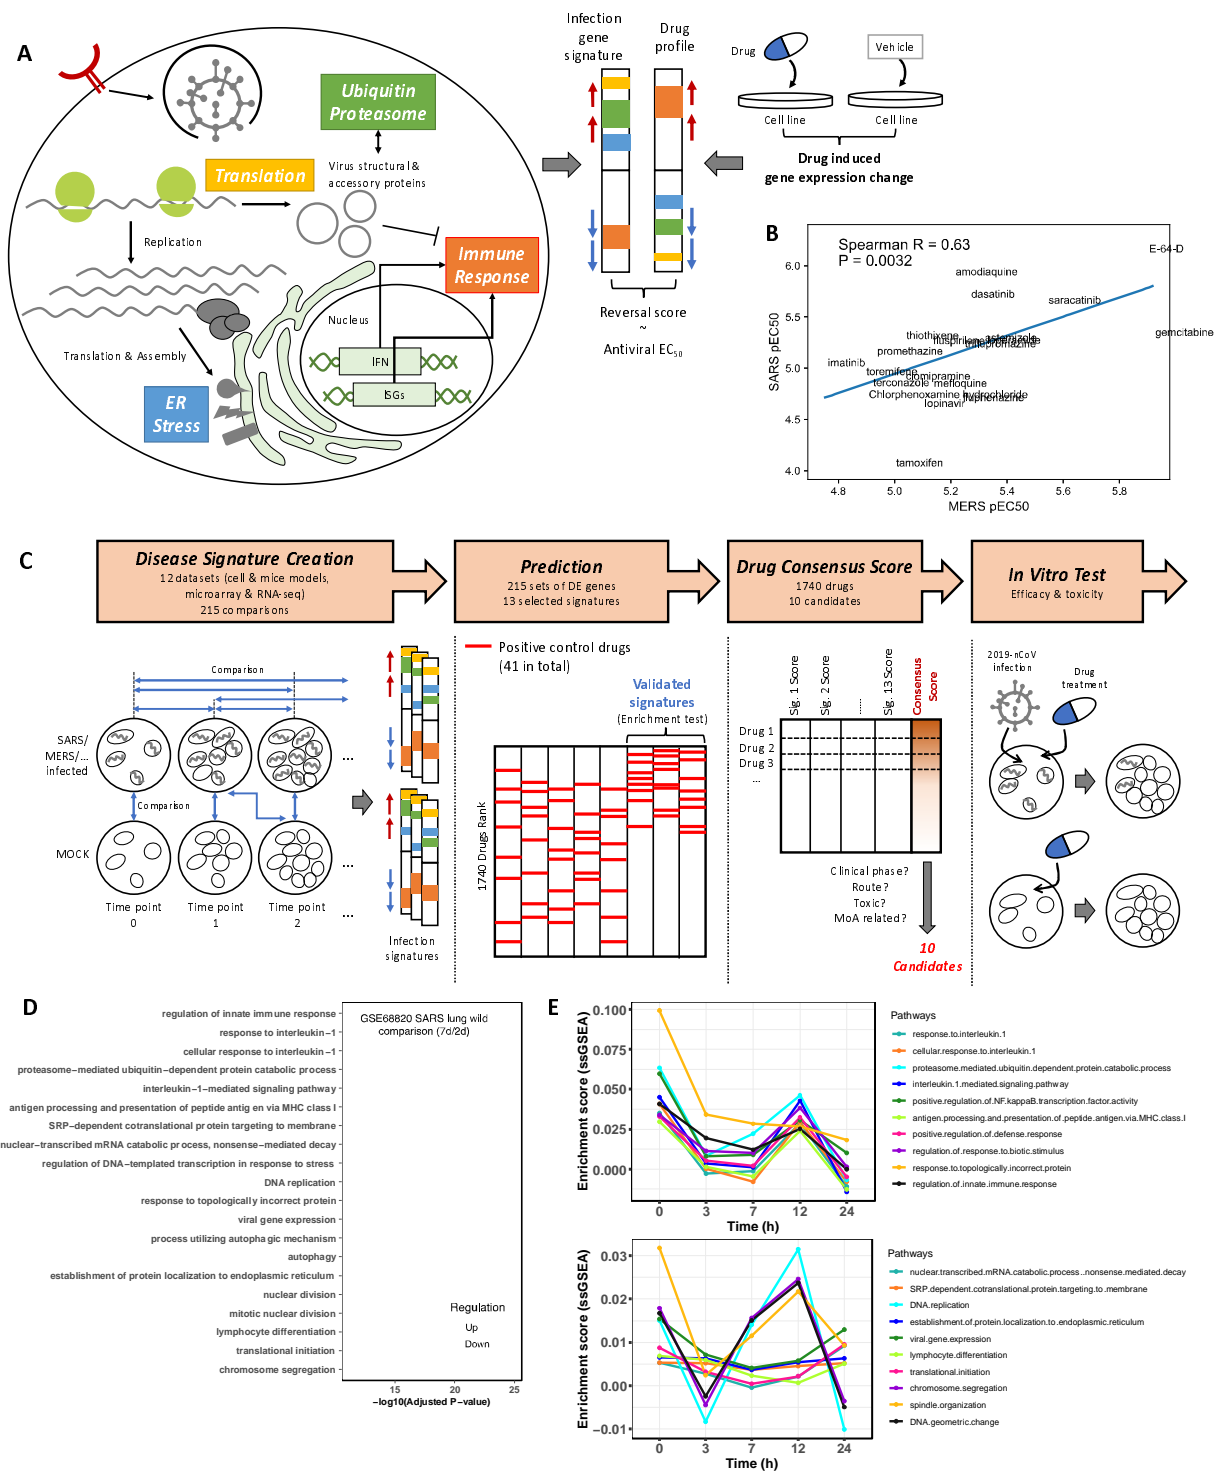 A
Ubiquitin
Proteasome
Translation
Virus structural &
accessory proteins
Replication
Immune
Response
Nucleus
IFN
ISGs
Translation & Assembly
ER
Stress
Infection
gene
signature
Drug
profile
Drug
Vehicle
Cell line
Cell line
Drug induced
gene expression change
Reversal score
~
Antiviral EC50
B
Spearman R = 0.63
P = 0.0032
E-64-D
amodiaquine
dasatinib
saracatinib
gemcitabine
thiothixene
astemizole
promethazine
imatinib
toremifene
clomipramine
terconazole
mefloquine
Chlorphenoxamine hydrochloride
lopinavir
fluphenazine
tamoxifen
6.0
5.5
5.0
4.5
4.0
SARS pEC50
4.8
5.0
5.2
5.4
5.6
5.8
MERS pEC50
C
Disease Signature Creation
12 datasets (cell & mice models,
microarray & RNA-seq)
215 comparisons
Prediction
215 sets of DE genes
13 selected signatures
Drug Consensus Score
1740 drugs
10 candidates
In Vitro Test
Efficacy & toxicity
Comparison
SARS/
MERS/...
infected
...
Comparison
MOCK
...
Time point
0
Time point
1
Time point
2
...
Infection
signatures
Positive control drugs
(41 in total)
Validated
signatures
(Enrichment test)
1740 Drugs Rank
Sig. 1 Score
Sig. 2 Score
......
Sig. 13 Score
Consensus
Score
Drug 1
Drug 2
Drug 3
...
Clinical phase?
Route?
Toxic?
MoA related?
10
Candidates
2019-nCoV
infection
Drug
treatment
D
GSE68820 SARS lung wild
comparison (7d/2d)
regulation of innate immune response
response to interleukin−1
cellular response to interleukin−1
proteasome−mediated ubiquitin−dependent protein catabolic process
interleukin−1−mediated signaling pathway
antigen processing and presentation of peptide antigen via MHC class I
SRP−dependent cotranslational protein targeting to membrane
nuclear−transcribed mRNA catabolic process, nonsense−mediated decay
regulation of DNA−templated transcription in response to stress
DNA replication
response to topologically incorrect protein
viral gene expression
process utilizing autophagic mechanism
autophagy
establishment of protein localization to endoplasmic reticulum
nuclear division
mitotic nuclear division
lymphocyte differentiation
translational initiation
chromosome segregation
Regulation
Up
Down
15
20
25
−log10(Adjusted P−value)
E
Enrichment score (ssGSEA)
0.100
0.075
0.050
0.025
0.000
0
3
7
12
24
Time (h)
Pathways
response.to.interleukin.1
cellular.response.to.interleukin.1
proteasome.mediated.ubiquitin.dependent.protein.catabolic.process
interleukin.1.mediated.signaling.pathway
positive.regulation.of.NF.kappaB.transcription.factor.activity
antigen.processing.and.presentation.of.peptide.antigen.via.MHC.class.I
positive.regulation.of.defense.response
regulation.of.response.to.biotic.stimulus
response.to.topologically.incorrect.protein
regulation.of.innate.immune.response
Enrichment score (ssGSEA)
0.03
0.02
0.01
0.00
−0.01
0
3
7
12
24
Time (h)
Pathways
nuclear.transcribed.mRNA.catabolic.process..nonsense.mediated.decay
SRP.dependent.cotranslational.protein.targeting.to.membrane
DNA.replication
establishment.of.protein.localization.to.endoplasmic.reticulum
viral.gene.expression
lymphocyte.differentiation
translational.initiation
chromosome.segregation
spindle.organization
DNA.geometric.change